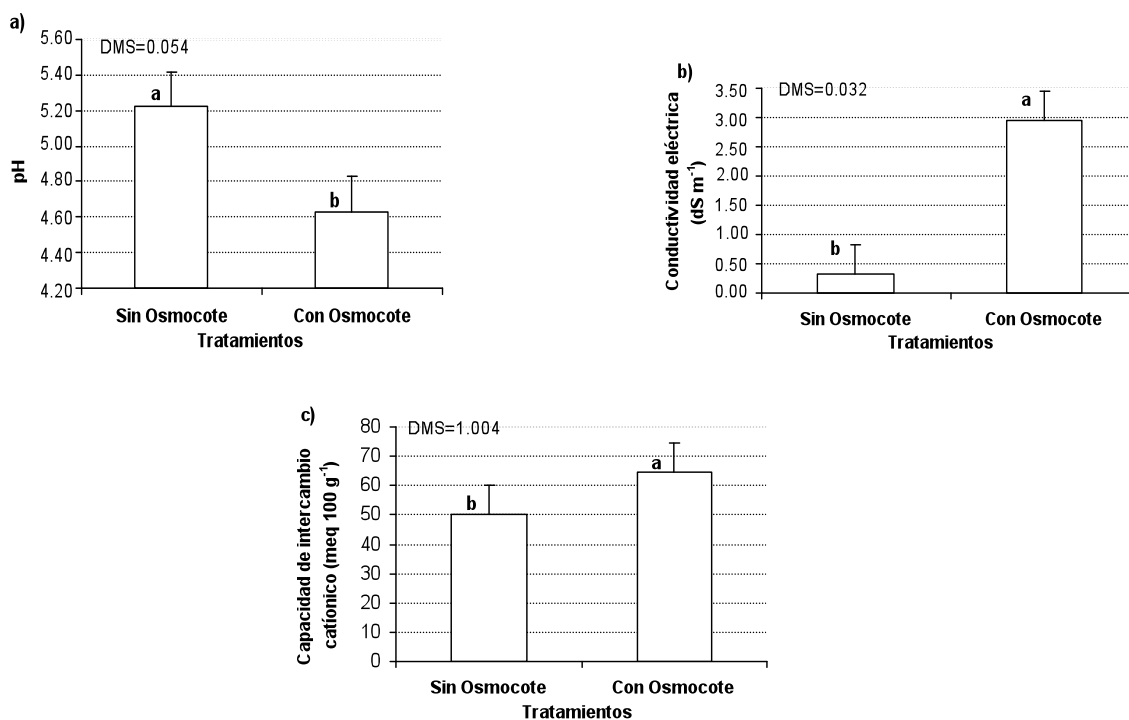 a)
DMS=0.054
5.60
5.40
5.20
5.00
4.80
4.60
4.40
4.20
pH
a
b
Sin Osmocote
Con Osmocote
Tratamientos
b)
DMS=0.032
3.50
3.00
2.50
2.00
1.50
1.00
0.50
0.00
Conductividad eléctrica
(dS m⁻¹)
b
a
Sin Osmocote
Con Osmocote
Tratamientos
c)
DMS=1.004
80
70
60
50
40
30
20
10
0
Capacidad de intercambio
catíonico (meq 100 g⁻¹)
b
a
Sin Osmocote
Con Osmocote
Tratamientos